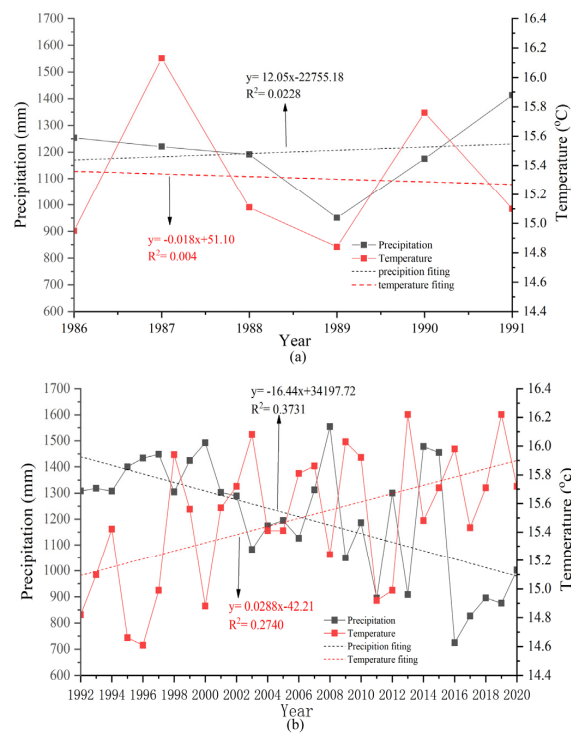 1700
1600
1500
1400
1300
1200
1100
1000
900
800
700
600
Precipitation (mm)
16.4
16.2
16.0
15.8
15.6
15.4
15.2
15.0
14.8
14.6
14.4
Temperature (°C)
y= 12.05x-22755.18
R²= 0.0228
y= -0.018x+51.10
R²= 0.004
Precipitation
Temperature
precipition fiting
temperature fitting
1986 1987 1988 1989 1990 1991
Year
(a)
1700
1600
1500
1400
1300
1200
1100
1000
900
800
700
600
Precipitation (mm)
16.4
16.2
16.0
15.8
15.6
15.4
15.2
15.0
14.8
14.6
14.4
Temperature (°c)
y= -16.44x+34197.72
R²= 0.3731
y= 0.0288x-42.21
R²= 0.2740
Precipitation
Temperature
Precipition fitting
Temperature fitting
1992 1994 1996 1998 2000 2002 2004 2006 2008 2010 2012 2014 2016 2018 2020
Year
(b)